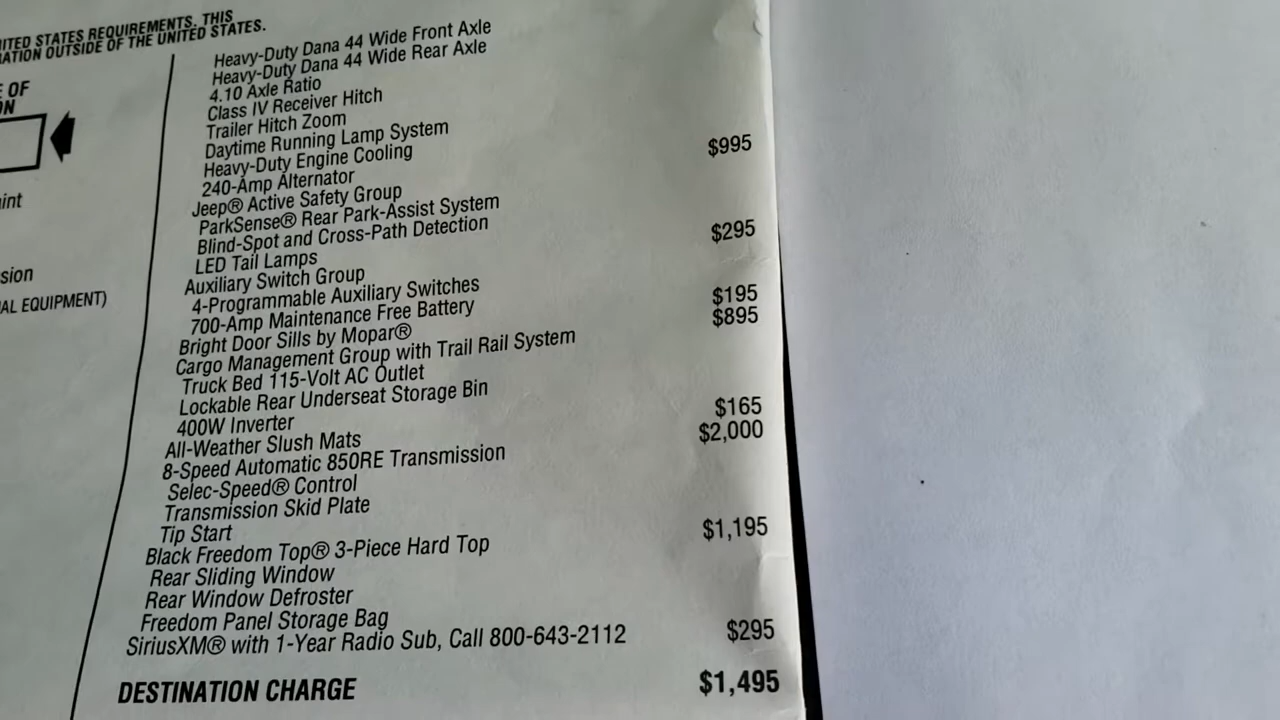 ITED STATES REQUIREMENTS. THIS
ATION OUTSIDE OF THE UNITED STATES.
E OF
ON
int
sion
AL EQUIPMENT)
Heavy-Duty Dana 44 Wide Front Axle
Heavy-Duty Dana 44 Wide Rear Axle
4.10 Axle Ratio
Class IV Receiver Hitch
Trailer Hitch Zoom
Daytime Running Lamp System
Heavy-Duty Engine Cooling
240-Amp Alternator
Jeep® Active Safety Group $995
ParkSense® Rear Park-Assist System
Blind-Spot and Cross-Path Detection
LED Tail Lamps
Auxiliary Switch Group $295
4-Programmable Auxiliary Switches
700-Amp Maintenance Free Battery
Bright Door Sills by Mopar® $195
Cargo Management Group with Trail Rail System $895
Truck Bed 115-Volt AC Outlet
Lockable Rear Underseat Storage Bin
400W Inverter
All-Weather Slush Mats $165
8-Speed Automatic 850RE Transmission $2,000
Selec-Speed® Control
Transmission Skid Plate
Tip Start
Black Freedom Top® 3-Piece Hard Top $1,195
Rear Sliding Window
Rear Window Defroster
Freedom Panel Storage Bag
SiriusXM® with 1-Year Radio Sub, Call 800-643-2112 $295
DESTINATION CHARGE $1,495